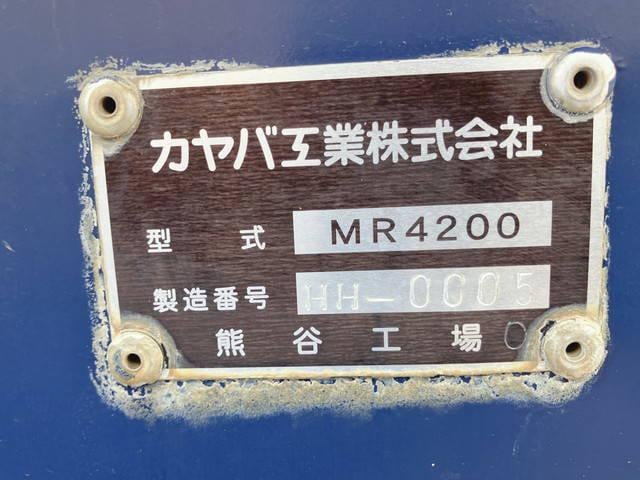 カヤバ工業株式会社
型式 MR4200
製造番号 HH-0005
熊谷工場